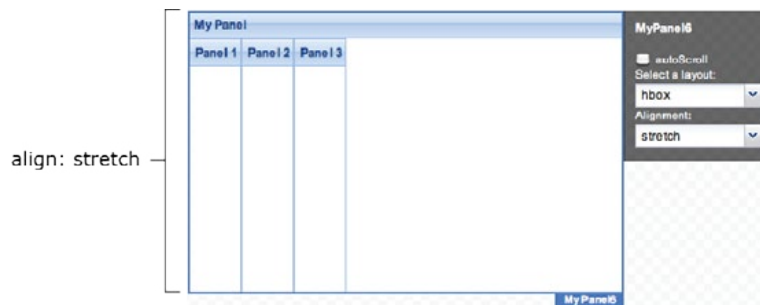 My Panel
Panel 1 Panel 2 Panel 3
align: stretch
MyPanel6
MyPanel6
autoScroll
Select a layout:
hbox
Alignment:
stretch